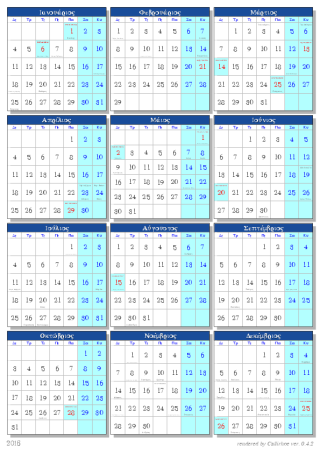 Ιανουάριος
Δε Τρ Τε Πε Πα Σα Κυ
1 2 3
4 5 6 7 8 9 10
11 12 13 14 15 16 17
18 19 20 21 22 23 24
25 26 27 28 29 30 31
Φεβρουάριος
Δε Τρ Τε Πε Πα Σα Κυ
1 2 3 4 5 6 7
8 9 10 11 12 13 14
15 16 17 18 19 20 21
22 23 24 25 26 27 28
29
Μάρτιος
Δε Τρ Τε Πε Πα Σα Κυ
1 2 3 4 5 6
7 8 9 10 11 12 13
14 15 16 17 18 19 20
21 22 23 24 25 26 27
28 29 30 31
Απρίλιος
Δε Τρ Τε Πε Πα Σα Κυ
1 2 3
4 5 6 7 8 9 10
11 12 13 14 15 16 17
18 19 20 21 22 23 24
25 26 27 28 29 30
Μάιος
Δε Τρ Τε Πε Πα Σα Κυ
1
2 3 4 5 6 7 8
9 10 11 12 13 14 15
16 17 18 19 20 21 22
23 24 25 26 27 28 29
30 31
Ιούνιος
Δε Τρ Τε Πε Πα Σα Κυ
1 2 3 4 5
6 7 8 9 10 11 12
13 14 15 16 17 18 19
20 21 22 23 24 25 26
27 28 29 30
Ιούλιος
Δε Τρ Τε Πε Πα Σα Κυ
1 2 3
4 5 6 7 8 9 10
11 12 13 14 15 16 17
18 19 20 21 22 23 24
25 26 27 28 29 30 31
Αύγουστος
Δε Τρ Τε Πε Πα Σα Κυ
1 2 3 4 5 6 7
8 9 10 11 12 13 14
15 16 17 18 19 20 21
22 23 24 25 26 27 28
29 30 31
Σεπτέμβριος
Δε Τρ Τε Πε Πα Σα Κυ
1 2 3 4
5 6 7 8 9 10 11
12 13 14 15 16 17 18
19 20 21 22 23 24 25
26 27 28 29 30
Οκτώβριος
Δε Τρ Τε Πε Πα Σα Κυ
1 2
3 4 5 6 7 8 9
10 11 12 13 14 15 16
17 18 19 20 21 22 23
24 25 26 27 28 29 30
31
Νοέμβριος
Δε Τρ Τε Πε Πα Σα Κυ
1 2 3 4 5 6
7 8 9 10 11 12 13
14 15 16 17 18 19 20
21 22 23 24 25 26 27
28 29 30
Δεκέμβριος
Δε Τρ Τε Πε Πα Σα Κυ
1 2 3 4
5 6 7 8 9 10 11
12 13 14 15 16 17 18
19 20 21 22 23 24 25
26 27 28 29 30 31
2016
rendered by ver.